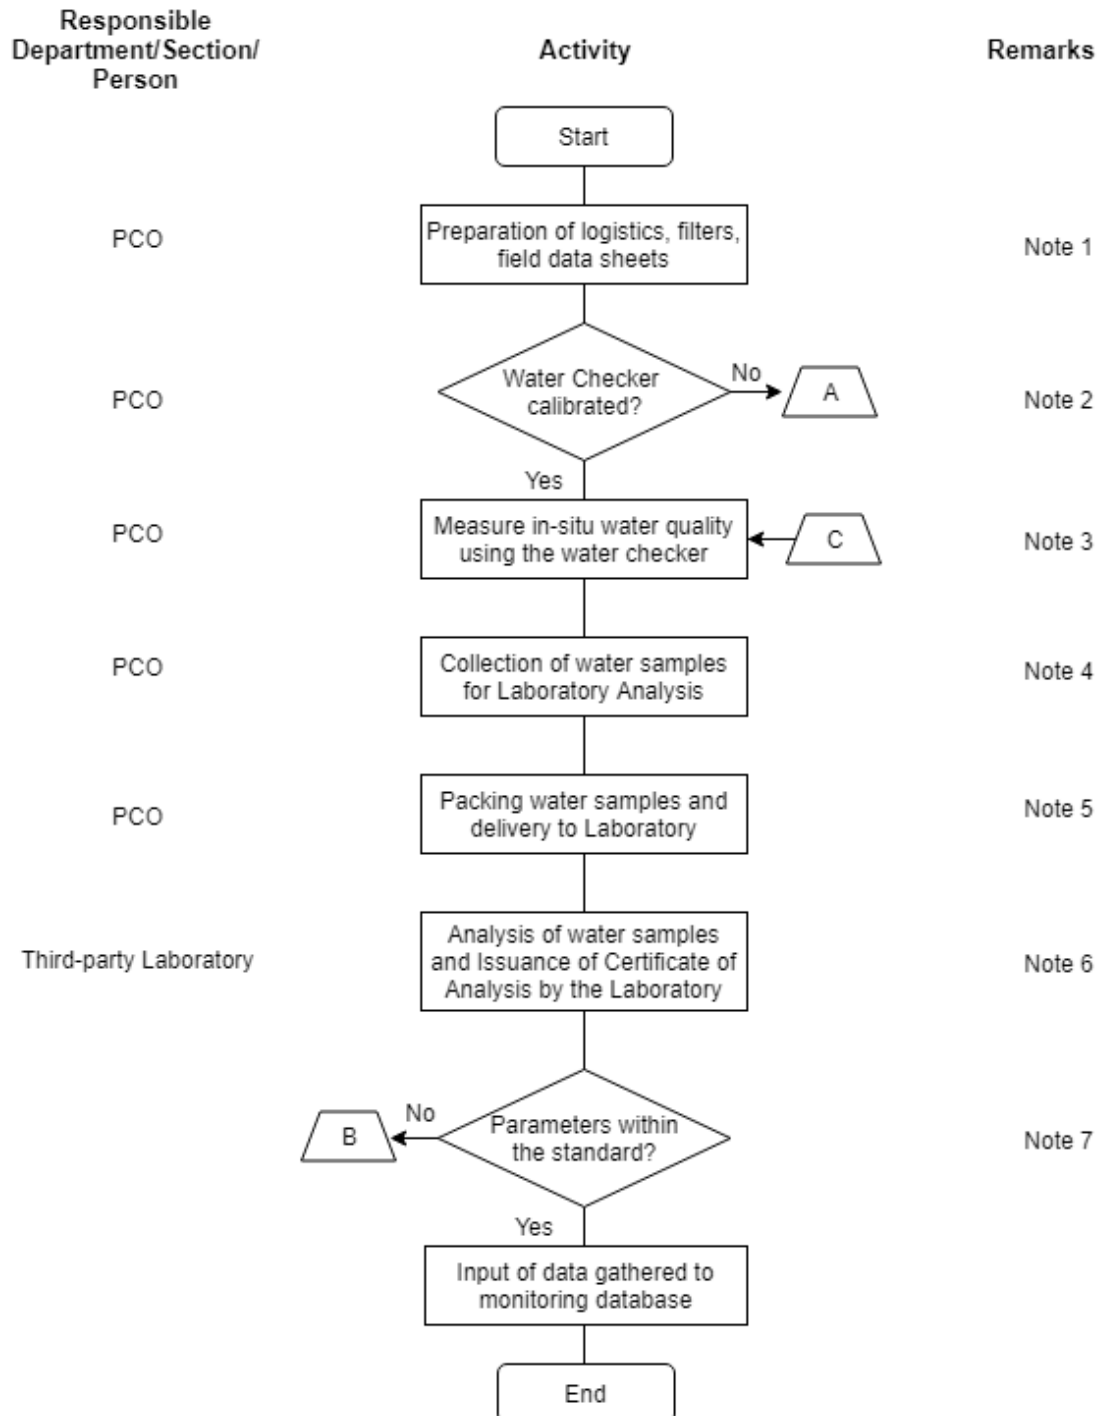 Responsible
Department/Section/
Person
Activity
Remarks
Start
PCO
Preparation of logistics, filters,
field data sheets
Note 1
PCO
Water Checker
calibrated?
No
A
Note 2
Yes
PCO
Measure in-situ water quality
using the water checker
C
Note 3
PCO
Collection of water samples
for Laboratory Analysis
Note 4
PCO
Packing water samples and
delivery to Laboratory
Note 5
Third-party Laboratory
Analysis of water samples
and Issuance of Certificate of
Analysis by the Laboratory
Note 6
B
No
Parameters within
the standard?
Note 7
Yes
Input of data gathered to
monitoring database
End